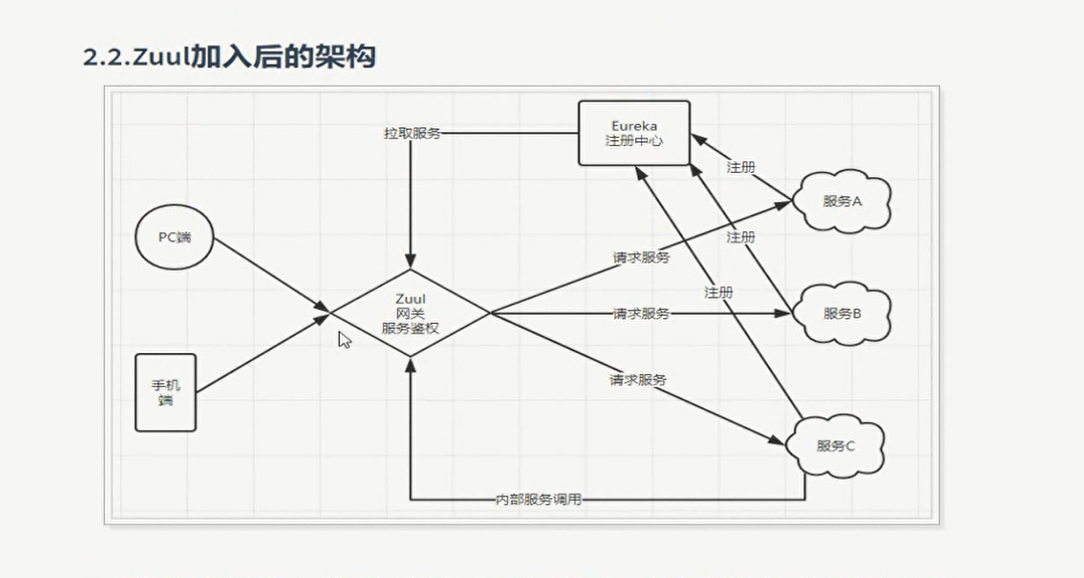 2.2.Zuul加入后的架构
Eureka
注册中心
拉取服务
注册
服务A
PC端
注册
请求服务
注册
Zuul
网关
服务鉴权
请求服务
服务B
请求服务
手机
端
服务C
内部服务调用